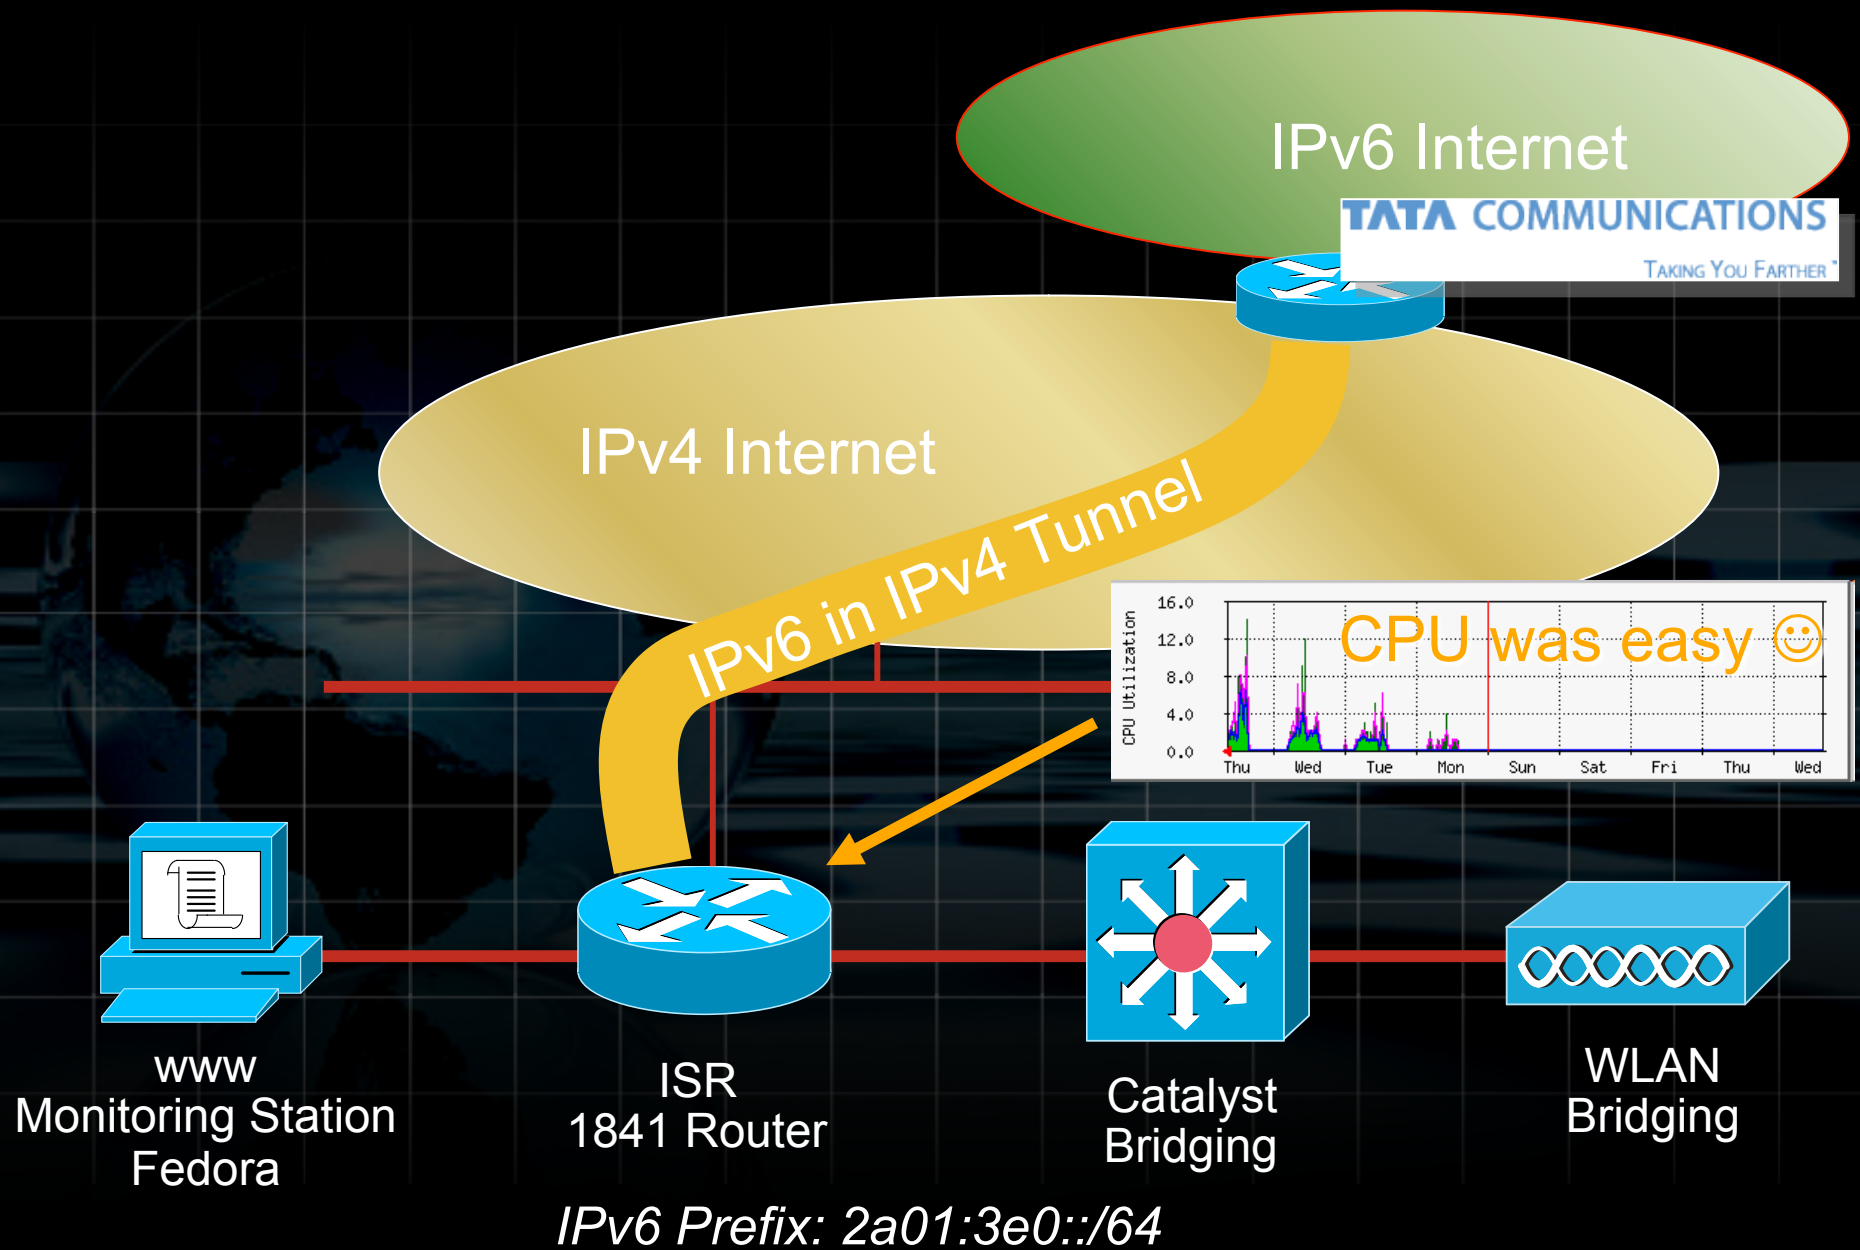 IPv6 Internet
TATA COMMUNICATIONS
TAKING YOU FARTHER™
IPv4 Internet
IPv6 in IPv4 Tunnel
CPU was easy ☺
CPU Utilization
16.0
12.0
8.0
4.0
0.0
Thu Wed Tue Mon Sun Sat Fri Thu Wed
www
Monitoring Station
Fedora
ISR
1841 Router
Catalyst
Bridging
WLAN
Bridging
IPv6 Prefix: 2a01:3e0::/64